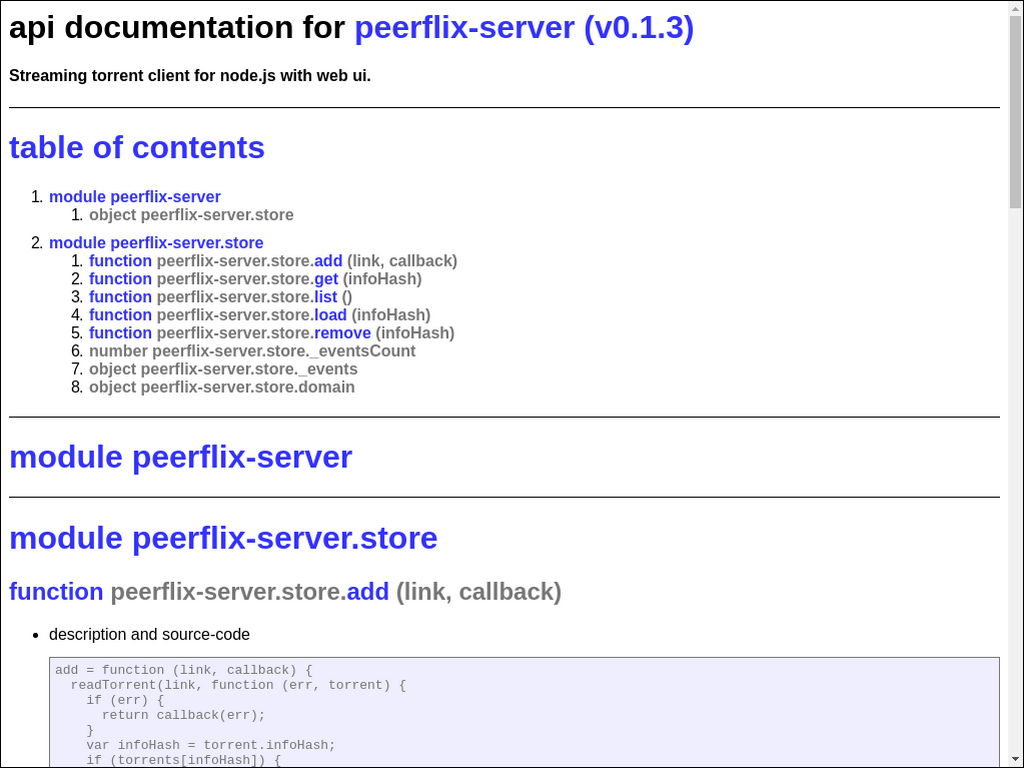 api documentation for peerflix-server (v0.1.3)
Streaming torrent client for node.js with web ui.
table of contents
1. module peerflix-server
1. object peerflix-server.store
2. module peerflix-server.store
1. function peerflix-server.store.add (link, callback)
2. function peerflix-server.store.get (infoHash)
3. function peerflix-server.store.list ()
4. function peerflix-server.store.load (infoHash)
5. function peerflix-server.store.remove (infoHash)
6. number peerflix-server.store._eventsCount
7. object peerflix-server.store._events
8. object peerflix-server.store.domain
module peerflix-server
module peerflix-server.store
function peerflix-server.store.add (link, callback)
• description and source-code
add = function (link, callback) {
  readTorrent(link, function (err, torrent) {
    if (err) {
      return callback(err);
    }
    var infoHash = torrent.infoHash;
    if (torrents[infoHash]) {